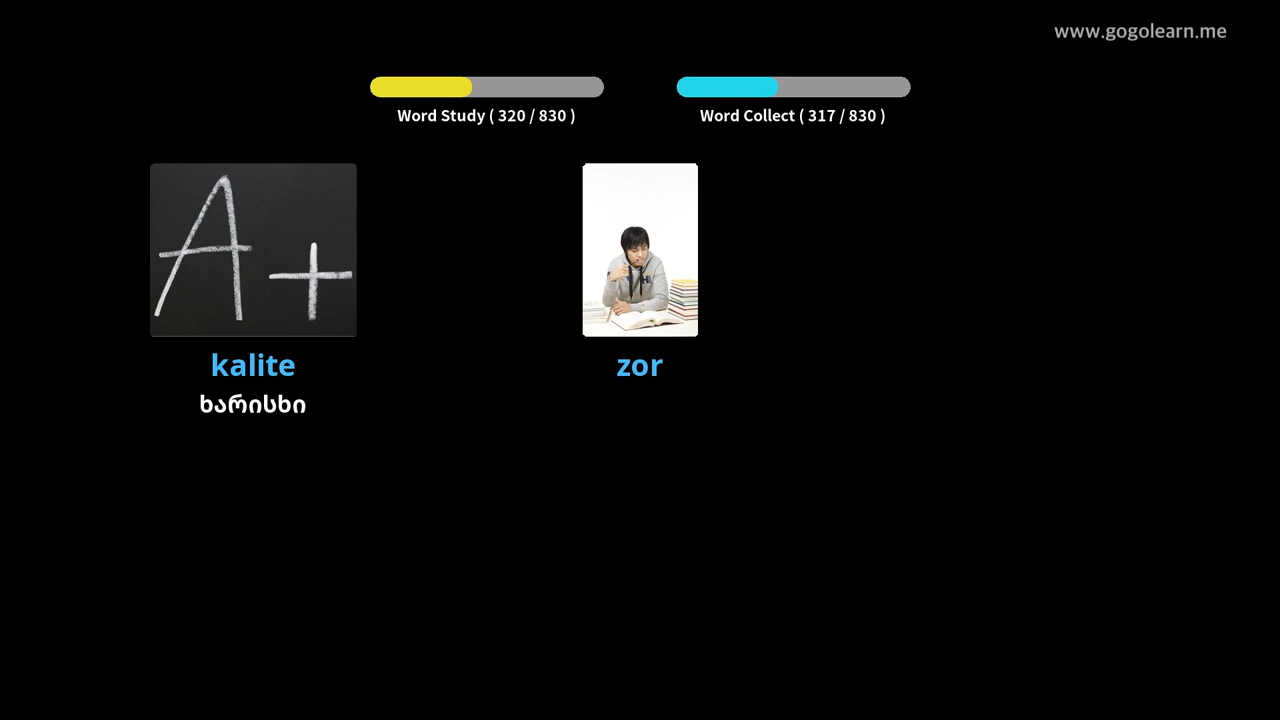 www.gogolearn.me
Word Study ( 320 / 830 )
Word Collect ( 317 / 830 )
A+
kalite
ხარისხი
zor